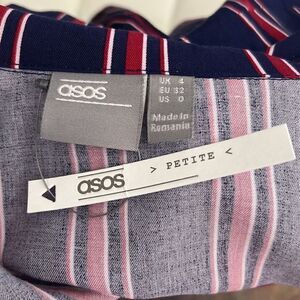 asos
UK 4
EU 32
US 0
Made in
Romania
> PETITE <
asos